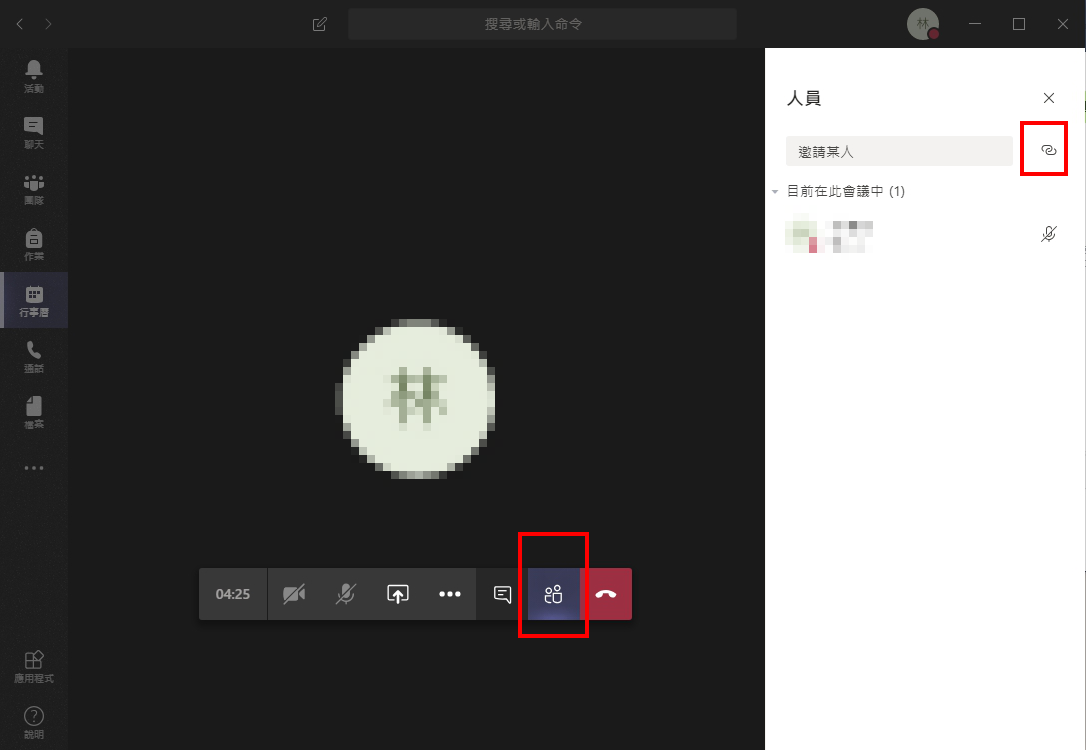 搜尋或輸入命令
林
活動
聊天
團隊
作業
行事曆
通話
檔案
應用程式
說明
林
04:25
人員
邀請某人
目前在此會議中 (1)